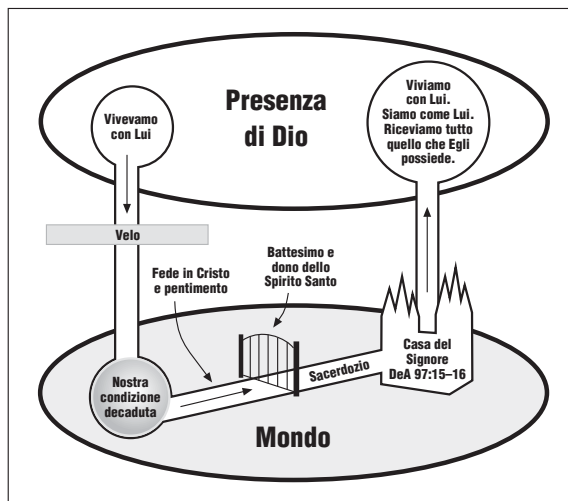 Presenza
di Dio
Vivevamo
con Lui
Viviamo
con Lui.
Siamo come Lui.
Riceviamo tutto
quello che Egli
possiede.
Velo
Fede in Cristo
e pentimento
Battesimo e
dono dello
Spirito Santo
Nostra
condizione
decaduta
Sacerdozio
Casa del
Signore
DeA 97:15–16
Mondo